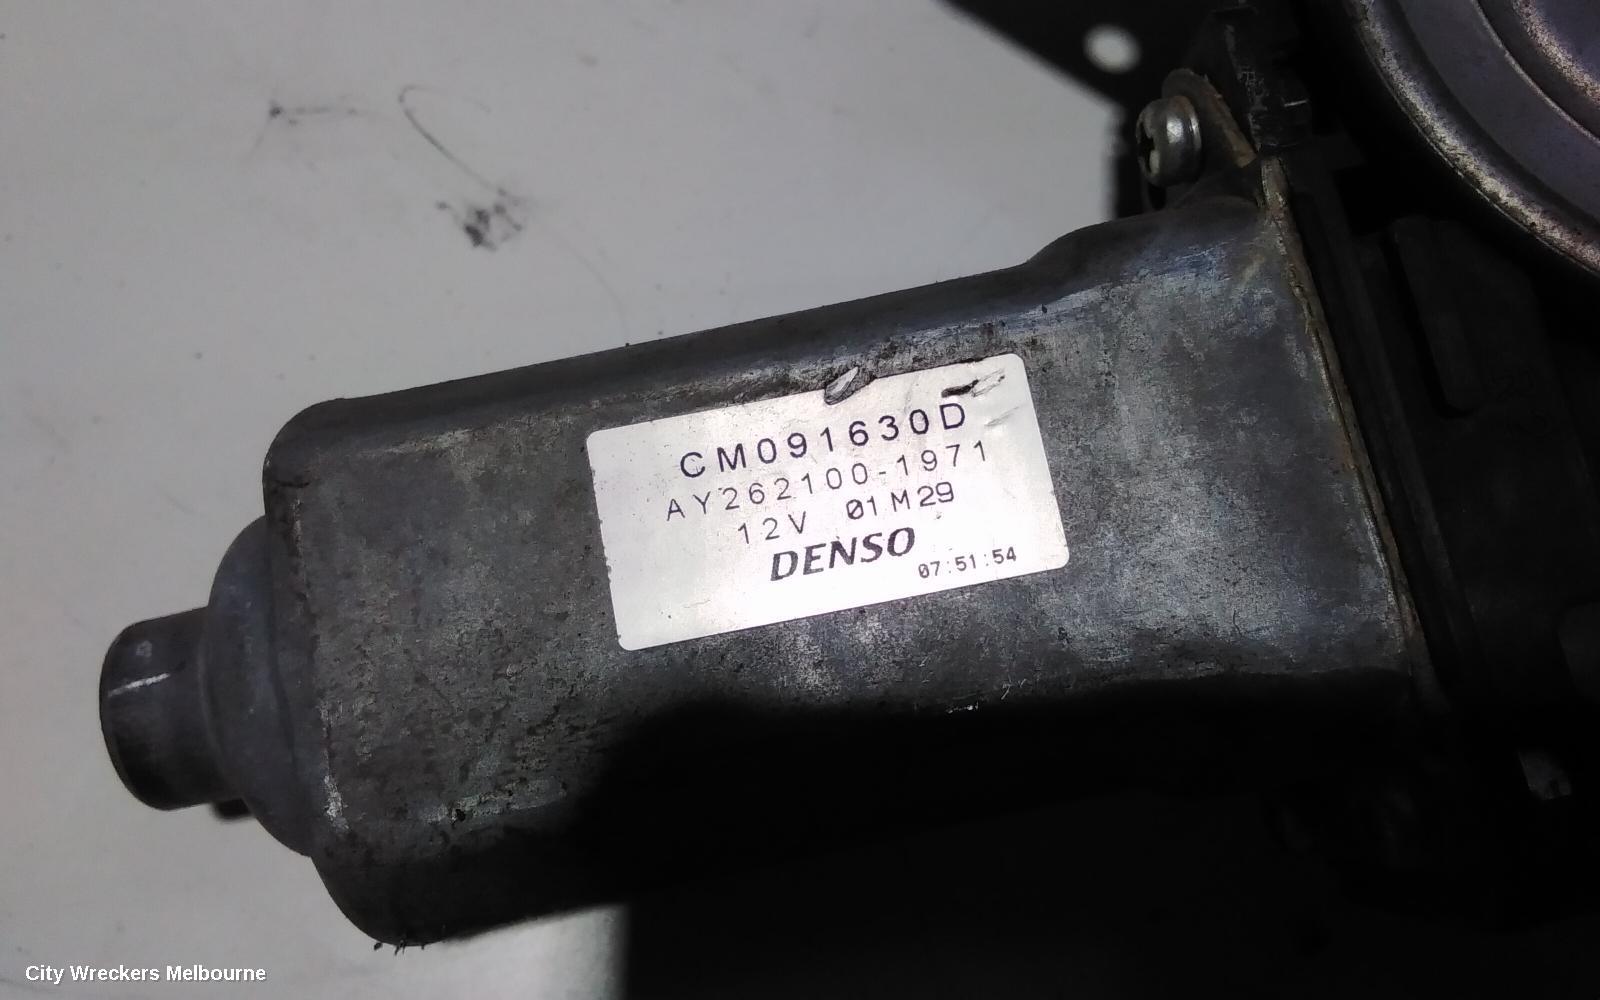 CM091630D
AY262100-1971
12V 01M29
DENSO
07:51:54
City Wreckers Melbourne